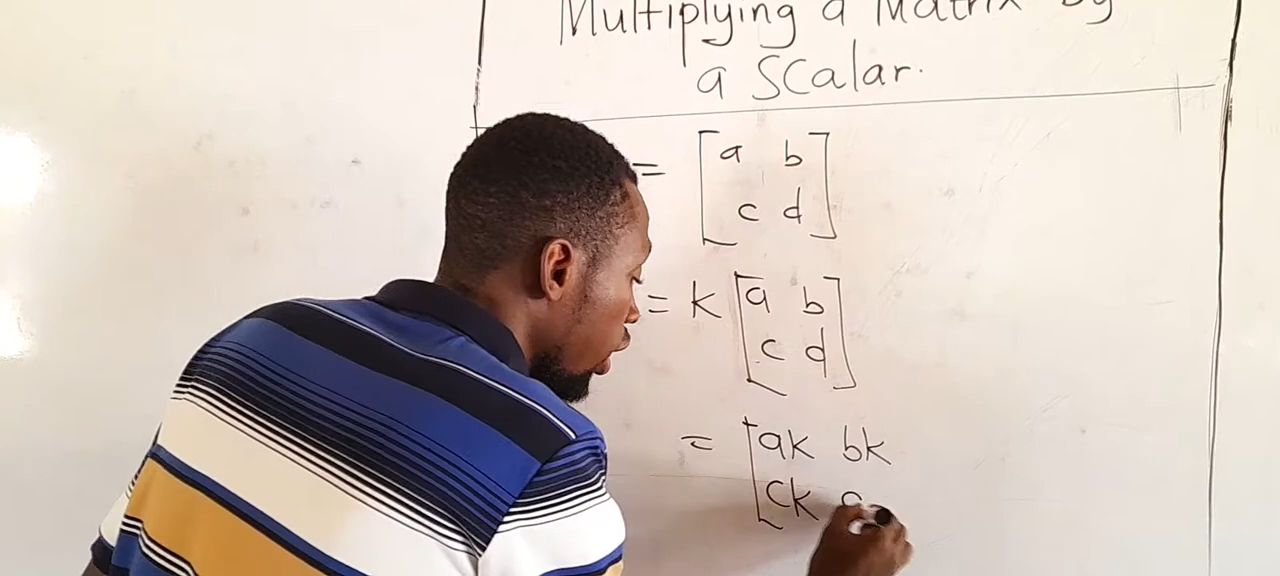 Multiplying a Matrix by
a Scalar.
= [a b
c d]
= k [a b
c d]
= [ak bk
ck